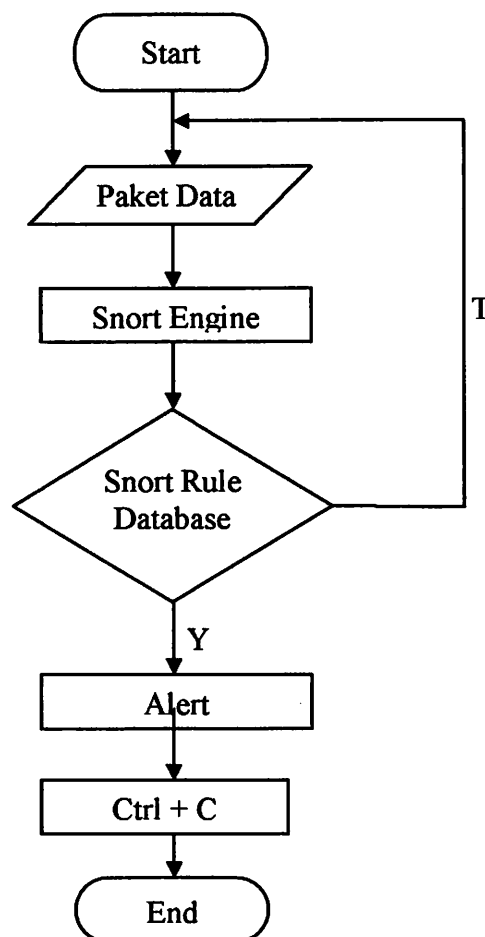 Start
Paket Data
Snort Engine
T
Snort Rule
Database
Y
Alert
Ctrl + C
End